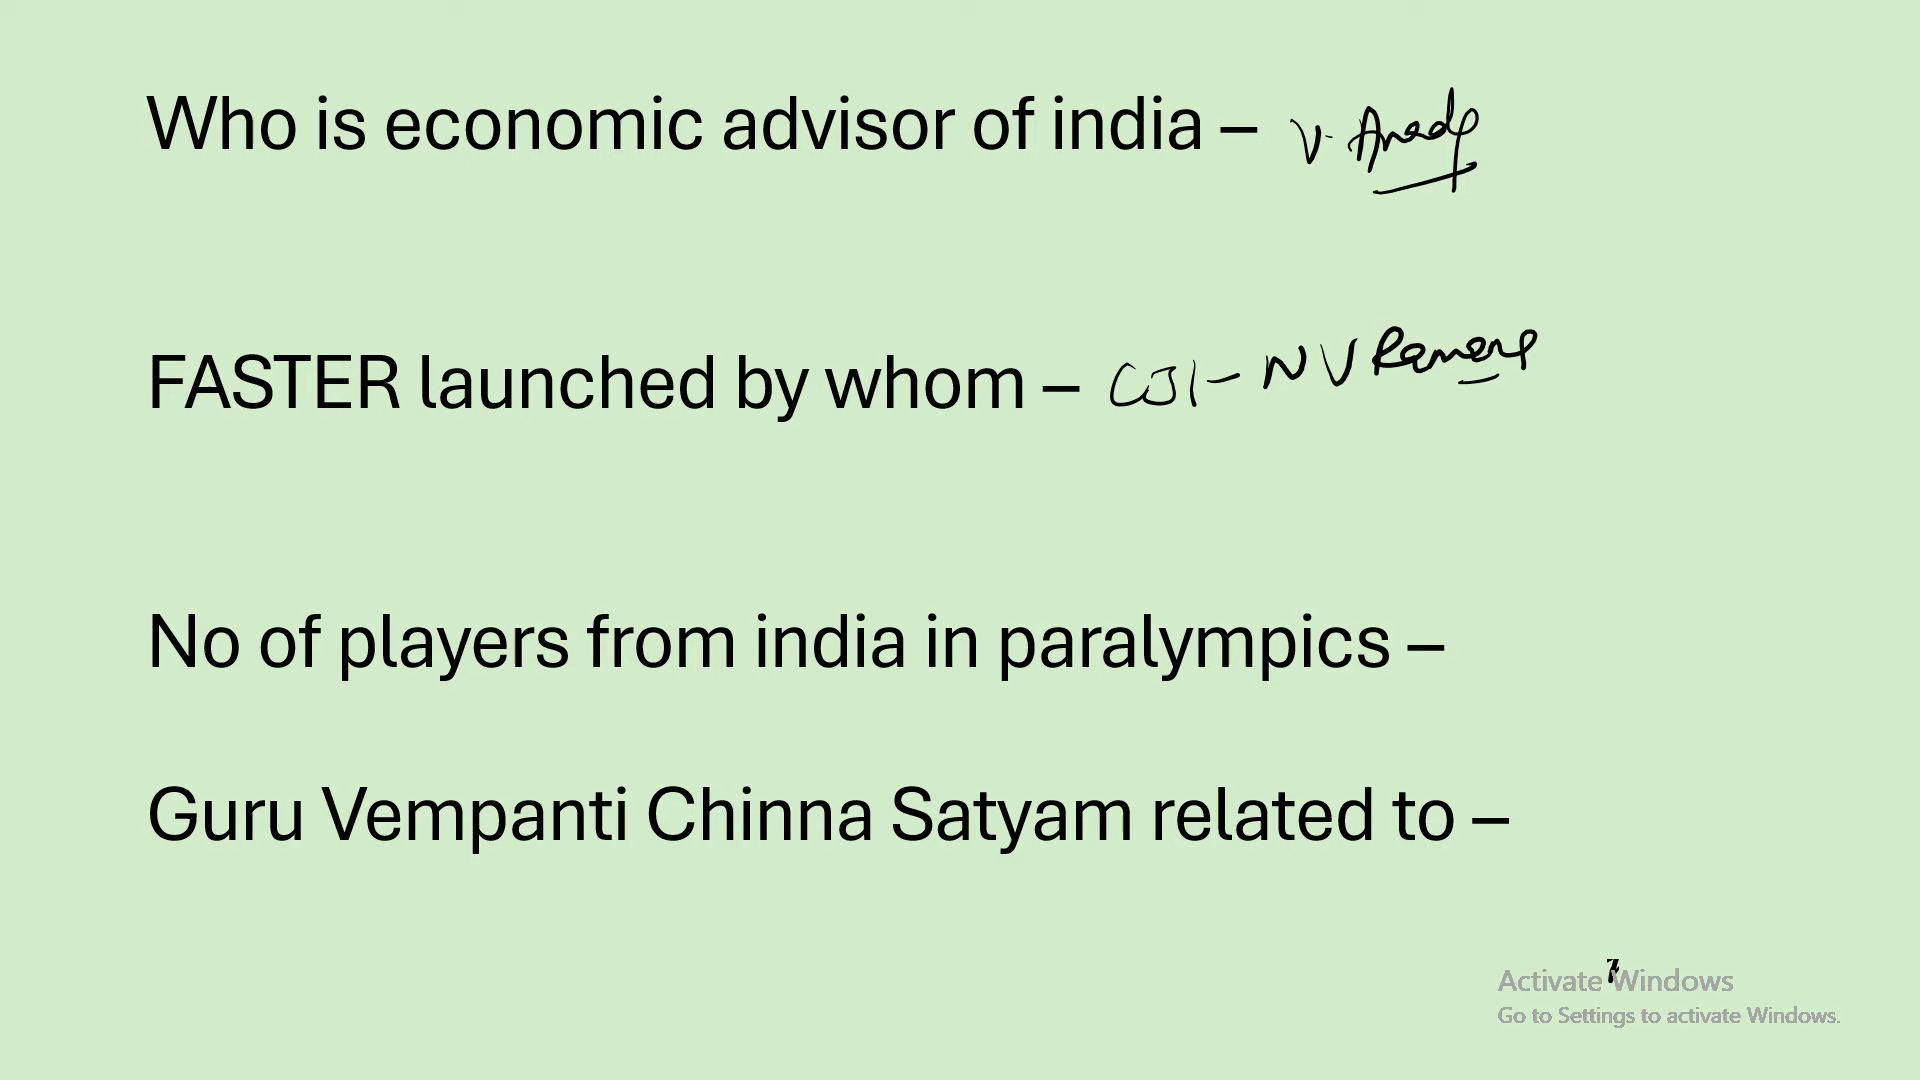 Who is economic advisor of india – V.
FASTER launched by whom – CJI - NV Ramana
No of players from india in paralympics –
Guru Vempanti Chinna Satyam related to –
Activate Windows
Go to Settings to activate Windows.